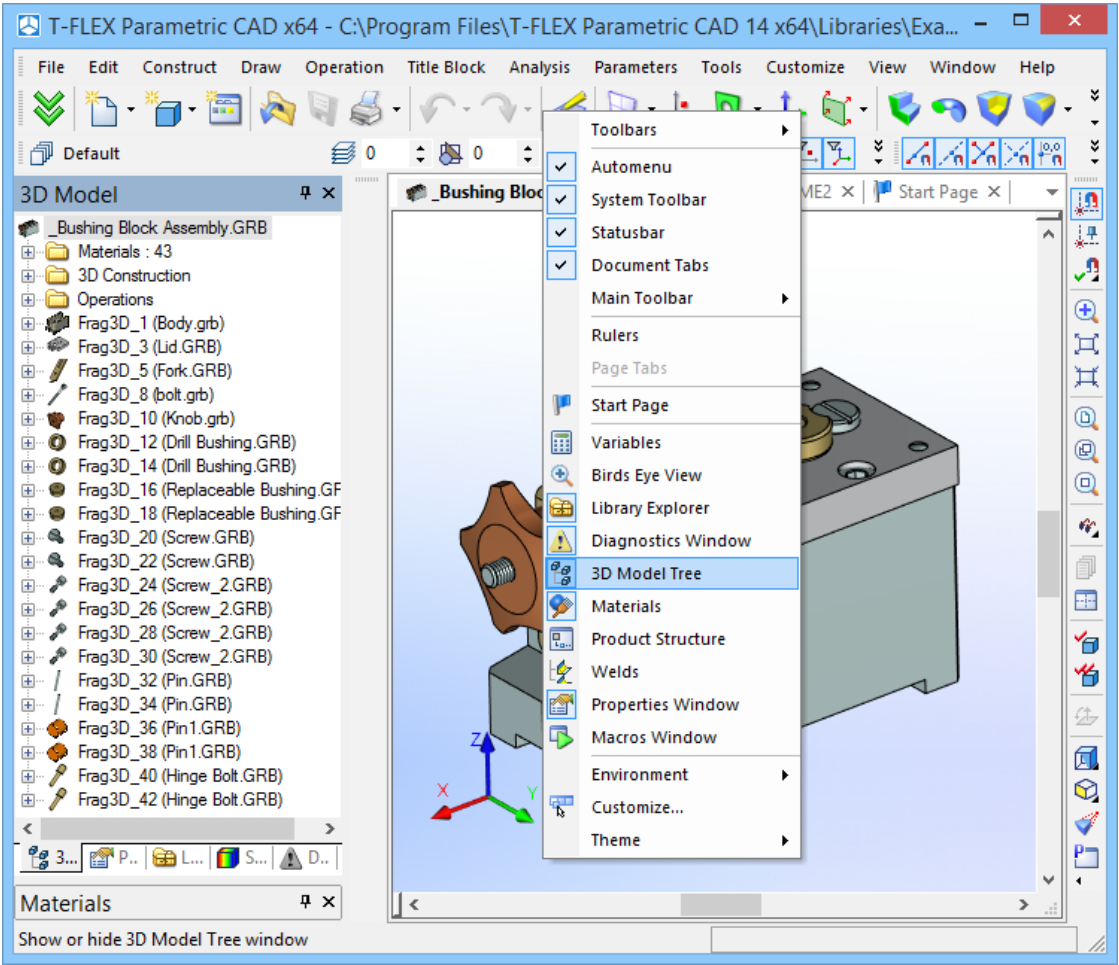 T-FLEX Parametric CAD x64 - C:\Program Files\T-FLEX Parametric CAD 14 x64\Libraries\Exa...
File Edit Construct Draw Operation Title Block Analysis Parameters Tools Customize View Window Help
Default 0 0
3D Model
_Bushing Block Assembly.GRB
Materials : 43
3D Construction
Operations
Frag3D_1 (Body.grb)
Frag3D_3 (Lid.GRB)
Frag3D_5 (Fork.GRB)
Frag3D_8 (bolt.grb)
Frag3D_10 (Knob.grb)
Frag3D_12 (Drill Bushing.GRB)
Frag3D_14 (Drill Bushing.GRB)
Frag3D_16 (Replaceable Bushing.GF
Frag3D_18 (Replaceable Bushing.GF
Frag3D_20 (Screw.GRB)
Frag3D_22 (Screw.GRB)
Frag3D_24 (Screw_2.GRB)
Frag3D_26 (Screw_2.GRB)
Frag3D_28 (Screw_2.GRB)
Frag3D_30 (Screw_2.GRB)
Frag3D_32 (Pin.GRB)
Frag3D_34 (Pin.GRB)
Frag3D_36 (Pin1.GRB)
Frag3D_38 (Pin1.GRB)
Frag3D_40 (Hinge Bolt.GRB)
Frag3D_42 (Hinge Bolt.GRB)
3... P... L... S... D...
Materials
Show or hide 3D Model Tree window
_Bushing Bloc ME2 Start Page
Toolbars
Automenu
System Toolbar
Statusbar
Document Tabs
Main Toolbar
Rulers
Page Tabs
Start Page
Variables
Birds Eye View
Library Explorer
Diagnostics Window
3D Model Tree
Materials
Product Structure
Welds
Properties Window
Macros Window
Environment
Customize...
Theme
Z
X
Y